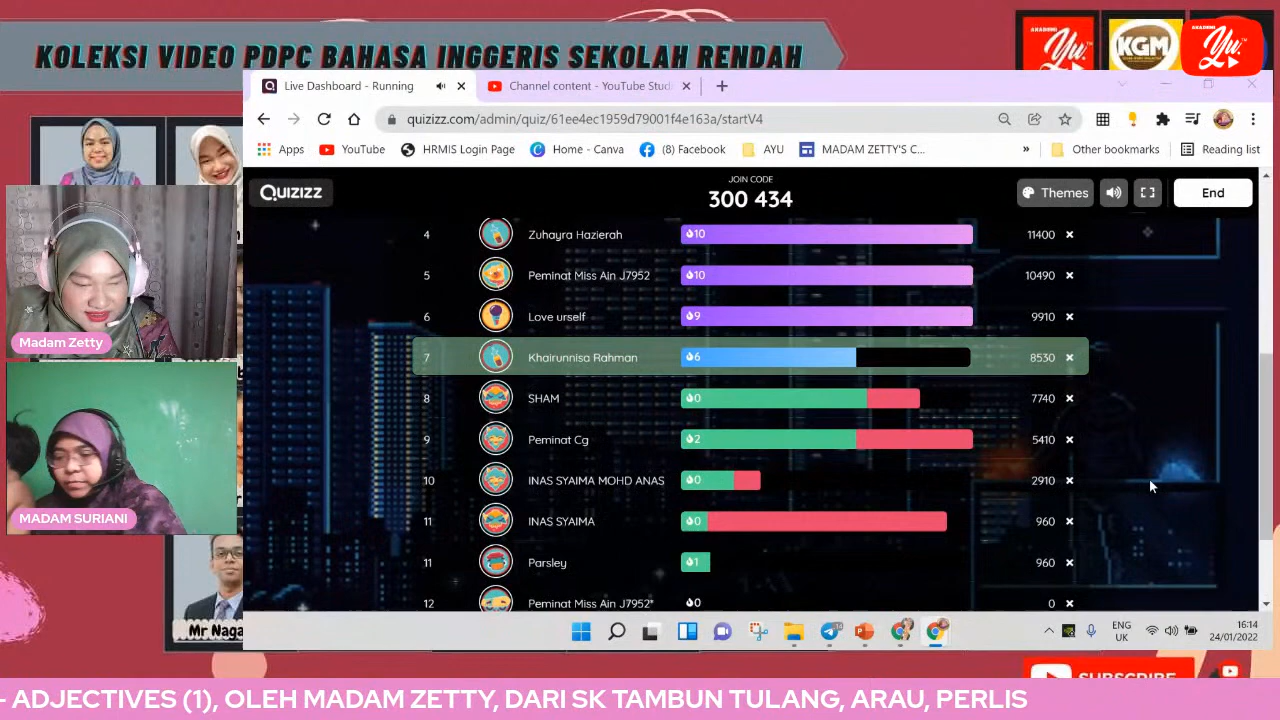 KOLEKSI VIDEO PDPC BAHASA INGGERIS SEKOLAH RENDAH
AKADEMI
Yu.
KGM
AKADEMI
Yu.
Live Dashboard - Running
Channel content - YouTube Stud
quizizz.com/admin/quiz/61ee4ec1959d79001f4e163a/startV4
Apps
YouTube
HRMIS Login Page
Home - Canva
(8) Facebook
AYU
MADAM ZETTY'S C...
»
Other bookmarks
Reading list
QUIZIZZ
JOIN CODE
300 434
Themes
End
4 Zuhayra Hazierah 10 11400
5 Peminat Miss Ain J7952 10 10490
6 Love urself 9 9910
7 Khairunnisa Rahman 6 8530
8 SHAM 0 7740
9 Peminat Cg 2 5410
10 INAS SYAIMA MOHD ANAS 0 2910
11 INAS SYAIMA 0 960
11 Parsley 1 960
12 Peminat Miss Ain J7952* 0 0
Madam Zetty
MADAM SURIANI
Mr Naga
ENG
UK
16:14
24/01/2022
SUBSCRIBE
- ADJECTIVES (1), OLEH MADAM ZETTY, DARI SK TAMBUN TULANG, ARAU, PERLIS